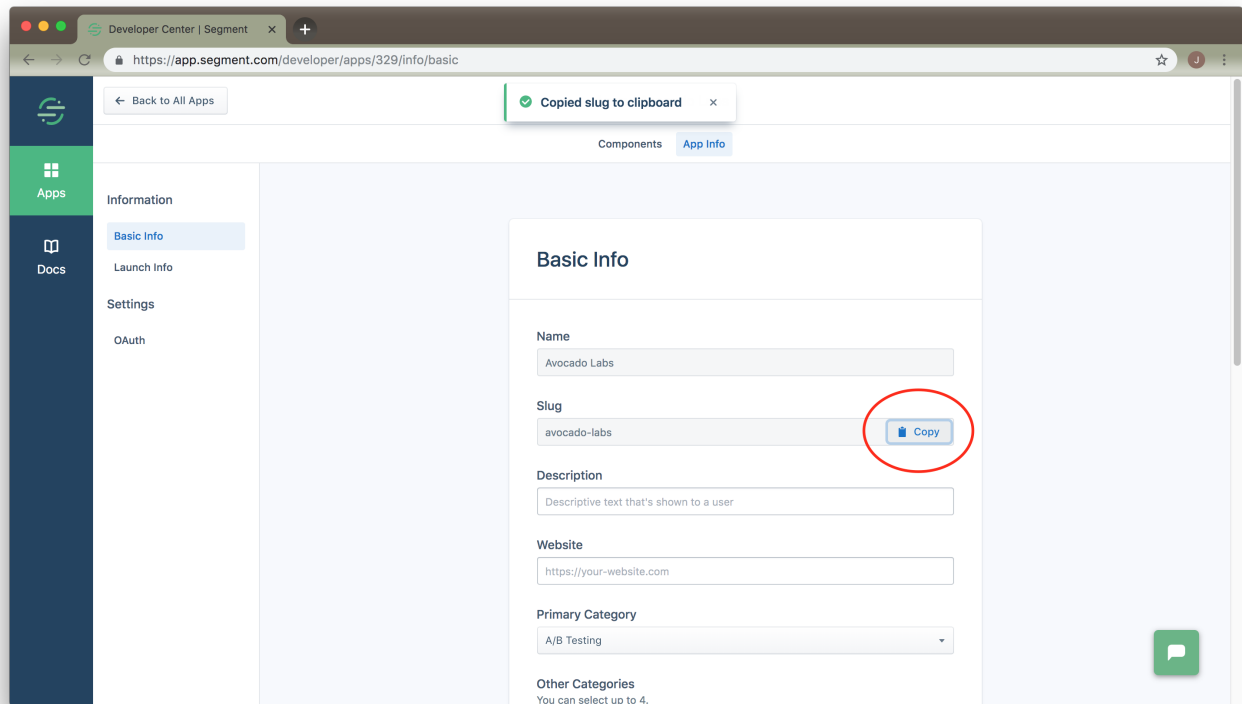 Developer Center | Segment
https://app.segment.com/developer/apps/329/info/basic
J
Back to All Apps
Copied slug to clipboard
Components App Info
Apps
Docs
Information
Basic Info
Launch Info
Settings
OAuth
Basic Info
Name
Avocado Labs
Slug
avocado-labs
Copy
Description
Descriptive text that's shown to a user
Website
https://your-website.com
Primary Category
A/B Testing
Other Categories
You can select up to 4.